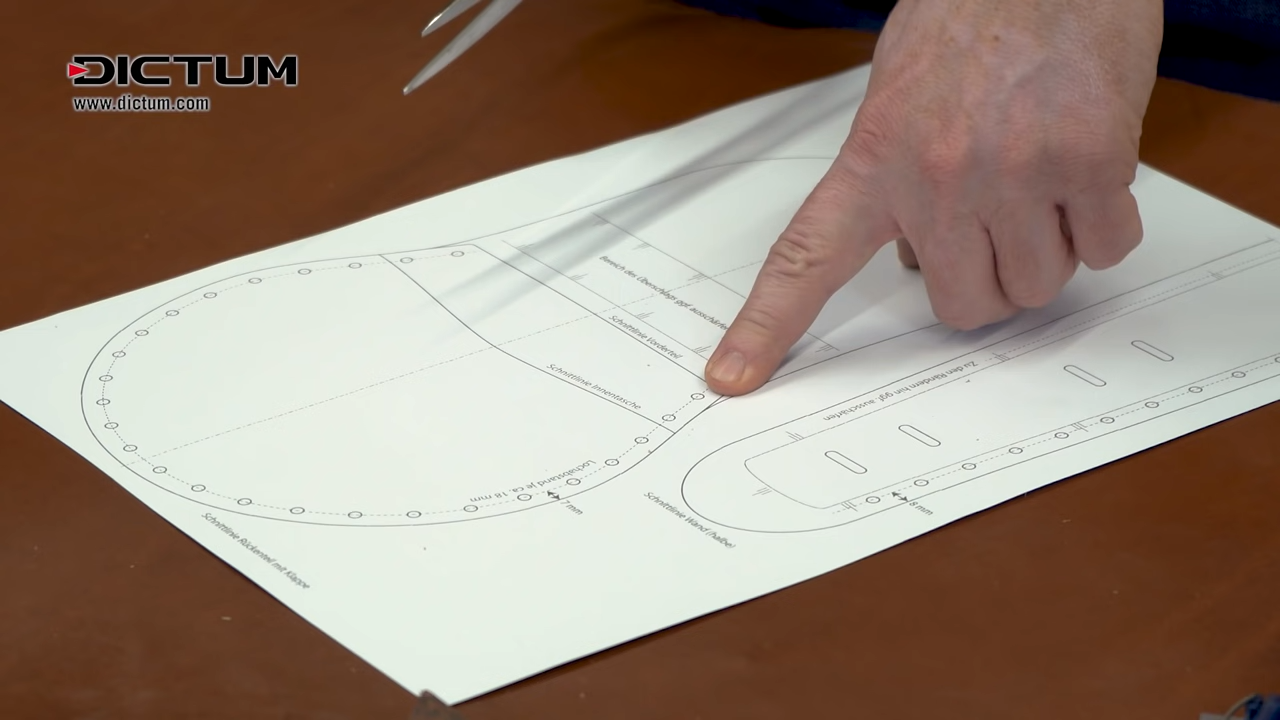 DICTUM
www.dictum.com
Bereich des Überschlags ggf. ausschärfen
Schnittlinie Vorderteil
Schnittlinie Innentasche
Zu den Rändern hin ggf. ausschärfen
Lochabstand je ca. 18 mm
7 mm
8 mm
Schnittlinie Wand (halbe)
Schnittlinie Rückenteil mit Klappe